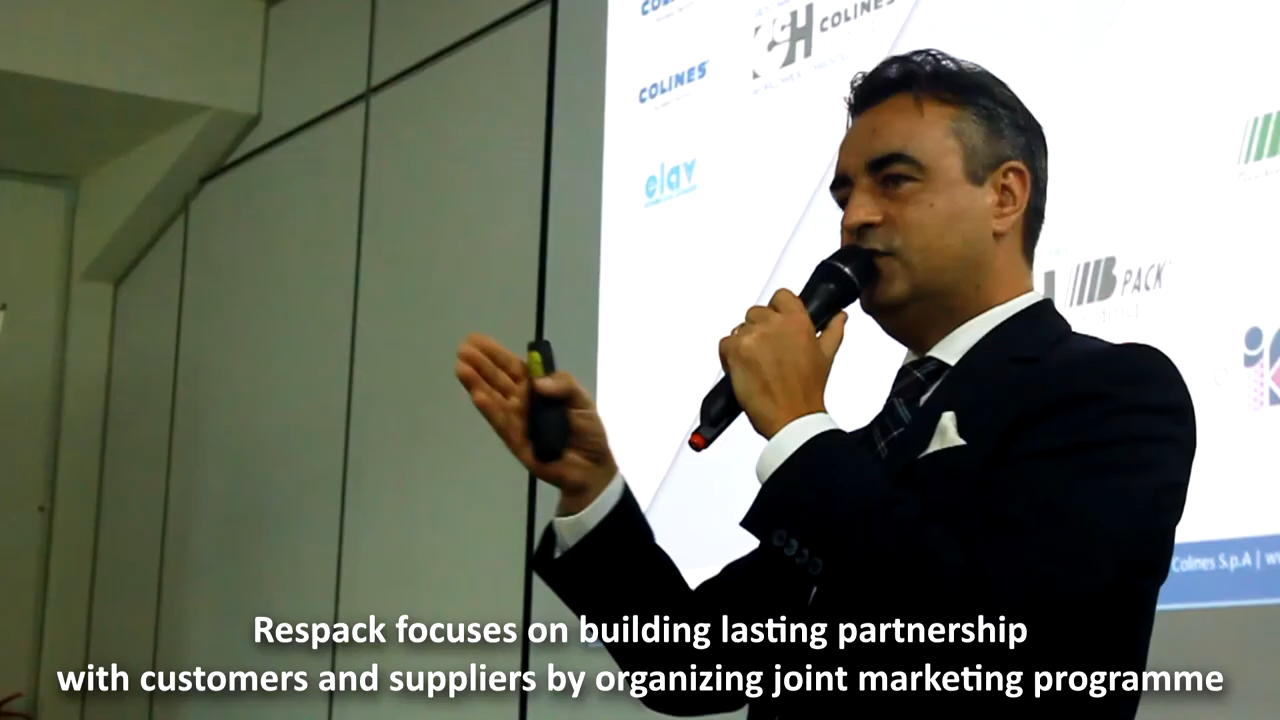 COLINES
COLINES
elav
PACK
Colines S.p.A | w
Respack focuses on building lasting partnership
with customers and suppliers by organizing joint marketing programme